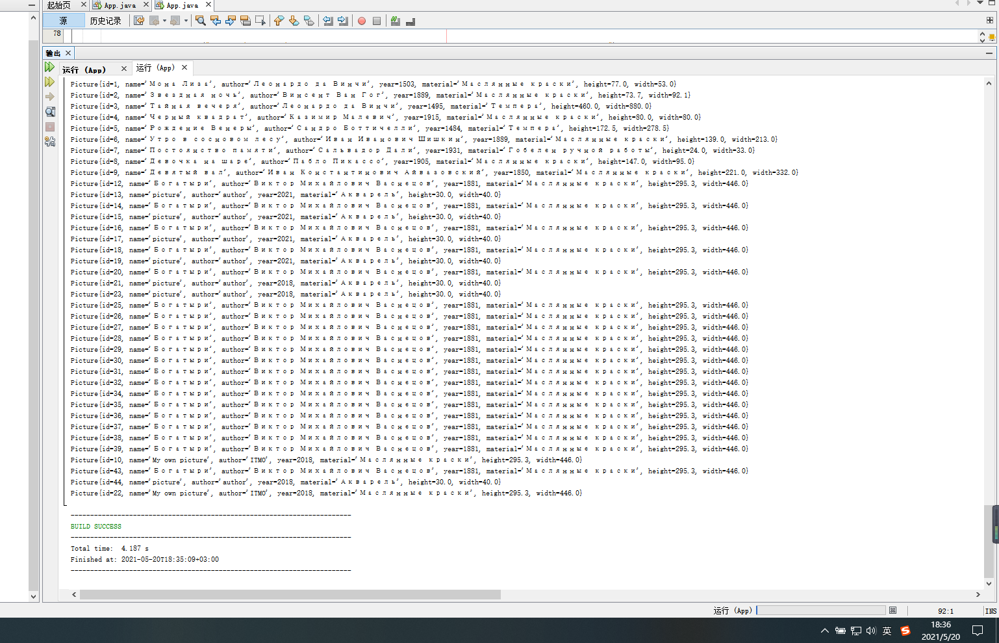 起始页 × App.java × App.java ×
源 历史记录
78
输出 ×
运行 (App) × 运行 (App) ×
Picture{id=1, name='Мона Лиза', author='Леонардо да Винчи', year=1503, material='Маслянные краски', height=77.0, width=53.0}
Picture{id=2, name='Звездная ночь', author='Винсент Ван Гог', year=1889, material='Маслянные краски', height=73.7, width=92.1}
Picture{id=3, name='Тайная вечеря', author='Леонардо да Винчи', year=1495, material='Темпера', height=460.0, width=880.0}
Picture{id=4, name='Черный квадрат', author='Казимир Малевич', year=1915, material='Маслянные краски', height=80.0, width=80.0}
Picture{id=5, name='Рождение Венеры', author='Сандро Боттичелли', year=1484, material='Темпера', height=172.5, width=278.5}
Picture{id=6, name='Утро в сосновом лесу', author='Иван Иванович Шишкин', year=1889, material='Маслянные краски', height=139.0, width=213.0}
Picture{id=7, name='Постоянство памяти', author='Сальвадор Дали', year=1931, material='Гобелен ручной работы', height=24.0, width=33.0}
Picture{id=8, name='Девочка на шаре', author='Пабло Пикассо', year=1905, material='Маслянные краски', height=147.0, width=95.0}
Picture{id=9, name='Девятый вал', author='Иван Константинович Айвазовский', year=1850, material='Маслянные краски', height=221.0, width=332.0}
Picture{id=12, name='Богатыри', author='Виктор Михайлович Васнецов', year=1881, material='Маслянные краски', height=295.3, width=446.0}
Picture{id=13, name='picture', author='author', year=2021, material='Акварель', height=30.0, width=40.0}
Picture{id=14, name='Богатыри', author='Виктор Михайлович Васнецов', year=1881, material='Маслянные краски', height=295.3, width=446.0}
Picture{id=15, name='picture', author='author', year=2021, material='Акварель', height=30.0, width=40.0}
Picture{id=16, name='Богатыри', author='Виктор Михайлович Васнецов', year=1881, material='Маслянные краски', height=295.3, width=446.0}
Picture{id=17, name='picture', author='author', year=2021, material='Акварель', height=30.0, width=40.0}
Picture{id=18, name='Богатыри', author='Виктор Михайлович Васнецов', year=1881, material='Маслянные краски', height=295.3, width=446.0}
Picture{id=19, name='picture', author='author', year=2021, material='Акварель', height=30.0, width=40.0}
Picture{id=20, name='Богатыри', author='Виктор Михайлович Васнецов', year=1881, material='Маслянные краски', height=295.3, width=446.0}
Picture{id=21, name='picture', author='author', year=2018, material='Акварель', height=30.0, width=40.0}
Picture{id=23, name='picture', author='author', year=2018, material='Акварель', height=30.0, width=40.0}
Picture{id=25, name='Богатыри', author='Виктор Михайлович Васнецов', year=1881, material='Маслянные краски', height=295.3, width=446.0}
Picture{id=26, name='Богатыри', author='Виктор Михайлович Васнецов', year=1881, material='Маслянные краски', height=295.3, width=446.0}
Picture{id=27, name='Богатыри', author='Виктор Михайлович Васнецов', year=1881, material='Маслянные краски', height=295.3, width=446.0}
Picture{id=28, name='Богатыри', author='Виктор Михайлович Васнецов', year=1881, material='Маслянные краски', height=295.3, width=446.0}
Picture{id=29, name='Богатыри', author='Виктор Михайлович Васнецов', year=1881, material='Маслянные краски', height=295.3, width=446.0}
Picture{id=30, name='Богатыри', author='Виктор Михайлович Васнецов', year=1881, material='Маслянные краски', height=295.3, width=446.0}
Picture{id=31, name='Богатыри', author='Виктор Михайлович Васнецов', year=1881, material='Маслянные краски', height=295.3, width=446.0}
Picture{id=32, name='Богатыри', author='Виктор Михайлович Васнецов', year=1881, material='Маслянные краски', height=295.3, width=446.0}
Picture{id=34, name='Богатыри', author='Виктор Михайлович Васнецов', year=1881, material='Маслянные краски', height=295.3, width=446.0}
Picture{id=35, name='Богатыри', author='Виктор Михайлович Васнецов', year=1881, material='Маслянные краски', height=295.3, width=446.0}
Picture{id=36, name='Богатыри', author='Виктор Михайлович Васнецов', year=1881, material='Маслянные краски', height=295.3, width=446.0}
Picture{id=37, name='Богатыри', author='Виктор Михайлович Васнецов', year=1881, material='Маслянные краски', height=295.3, width=446.0}
Picture{id=38, name='Богатыри', author='Виктор Михайлович Васнецов', year=1881, material='Маслянные краски', height=295.3, width=446.0}
Picture{id=39, name='Богатыри', author='Виктор Михайлович Васнецов', year=1881, material='Маслянные краски', height=295.3, width=446.0}
Picture{id=10, name='My own picture', author='ITMO', year=2018, material='Маслянные краски', height=295.3, width=446.0}
Picture{id=43, name='Богатыри', author='Виктор Михайлович Васнецов', year=1881, material='Маслянные краски', height=295.3, width=446.0}
Picture{id=44, name='picture', author='author', year=2018, material='Акварель', height=30.0, width=40.0}
Picture{id=22, name='My own picture', author='ITMO', year=2018, material='Маслянные краски', height=295.3, width=446.0}
------------------------------------------------------------------------
BUILD SUCCESS
------------------------------------------------------------------------
Total time:  4.187 s
Finished at: 2021-05-20T18:35:09+03:00
------------------------------------------------------------------------
运行 (App) 92:1 INS
英 18:36
2021/5/20